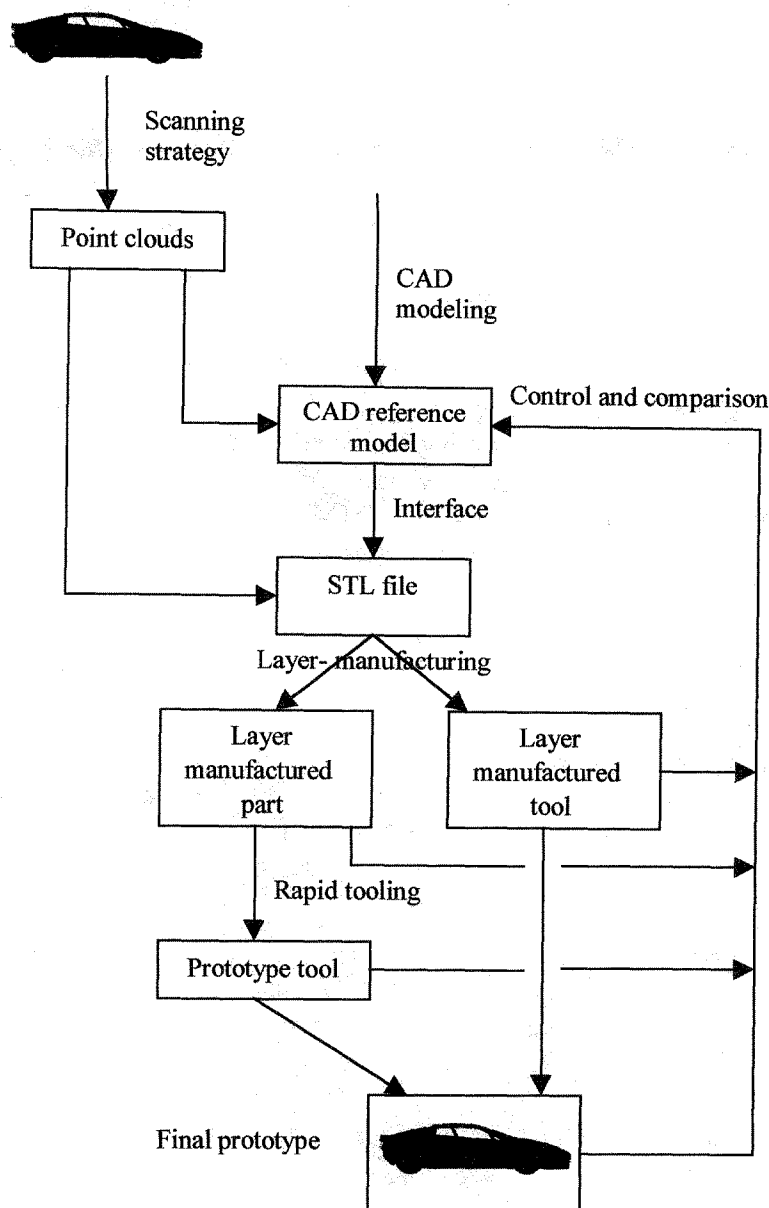 Scanning
strategy
Point clouds
CAD
modeling
CAD reference
model
Control and comparison
Interface
STL file
Layer- manufacturing
Layer
manufactured
part
Layer
manufactured
tool
Rapid tooling
Prototype tool
Final prototype